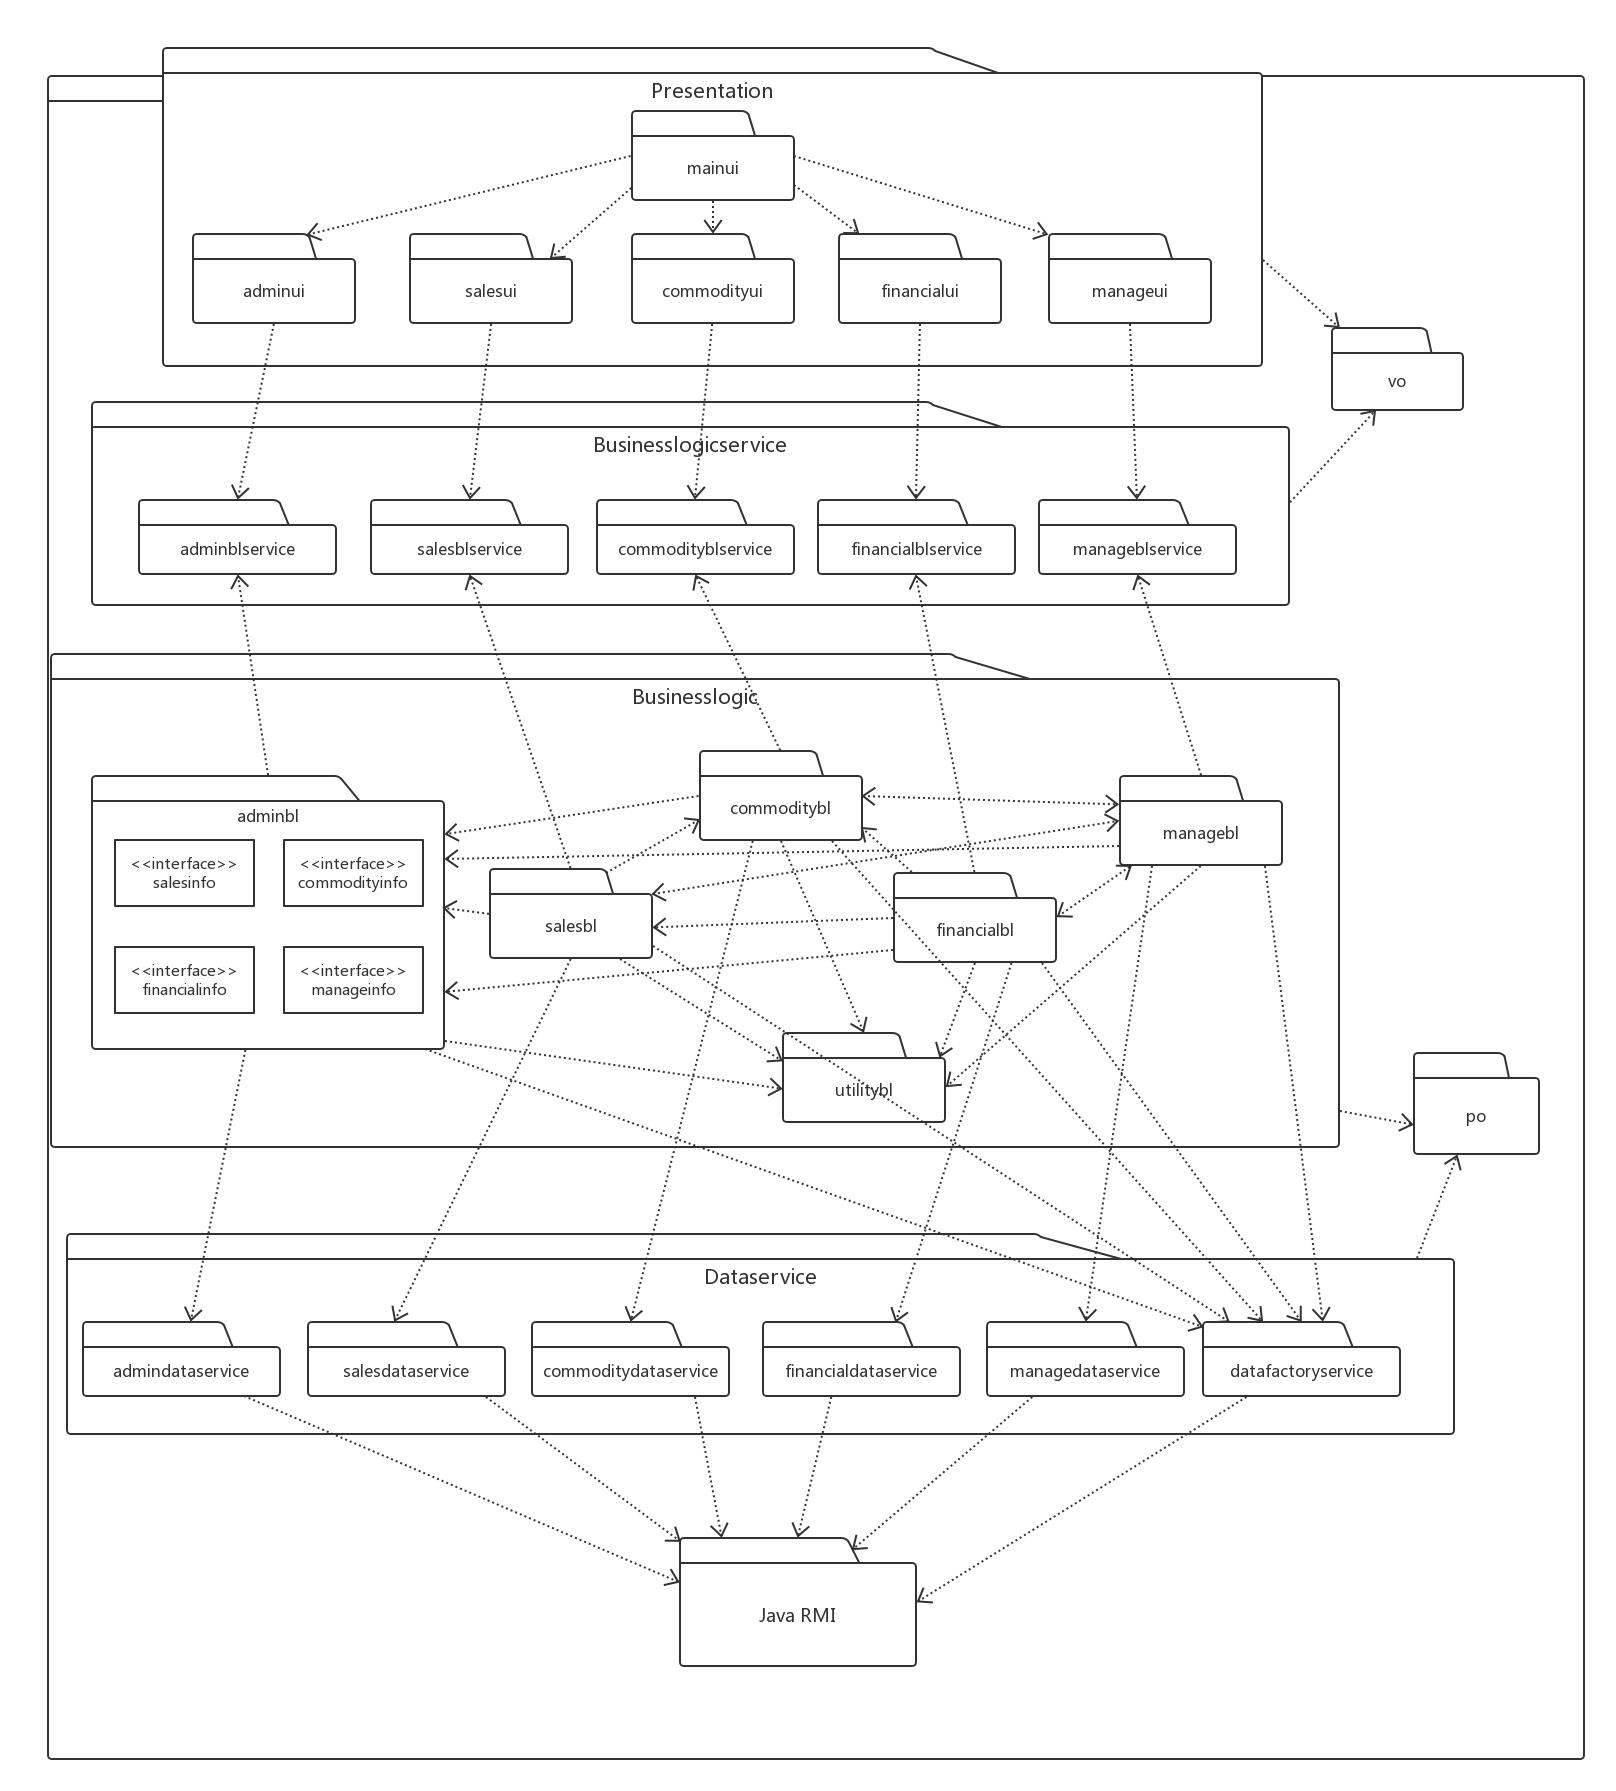 Presentation
mainui
adminui
salesui
commodityui
financialui
manageui
vo
Businesslogicservice
adminblservice
salesblservice
commodityblservice
financialblservice
manageblservice
Businesslogic
commoditybl
adminbl
managebl
<<interface>>
salesinfo
<<interface>>
commodityinfo
salesbl
financialbl
<<interface>>
financialinfo
<<interface>>
manageinfo
utilitybl
po
Dataservice
admindataservice
salesdataservice
commoditydataservice
financialdataservice
managedataservice
datafactoryservice
Java RMI